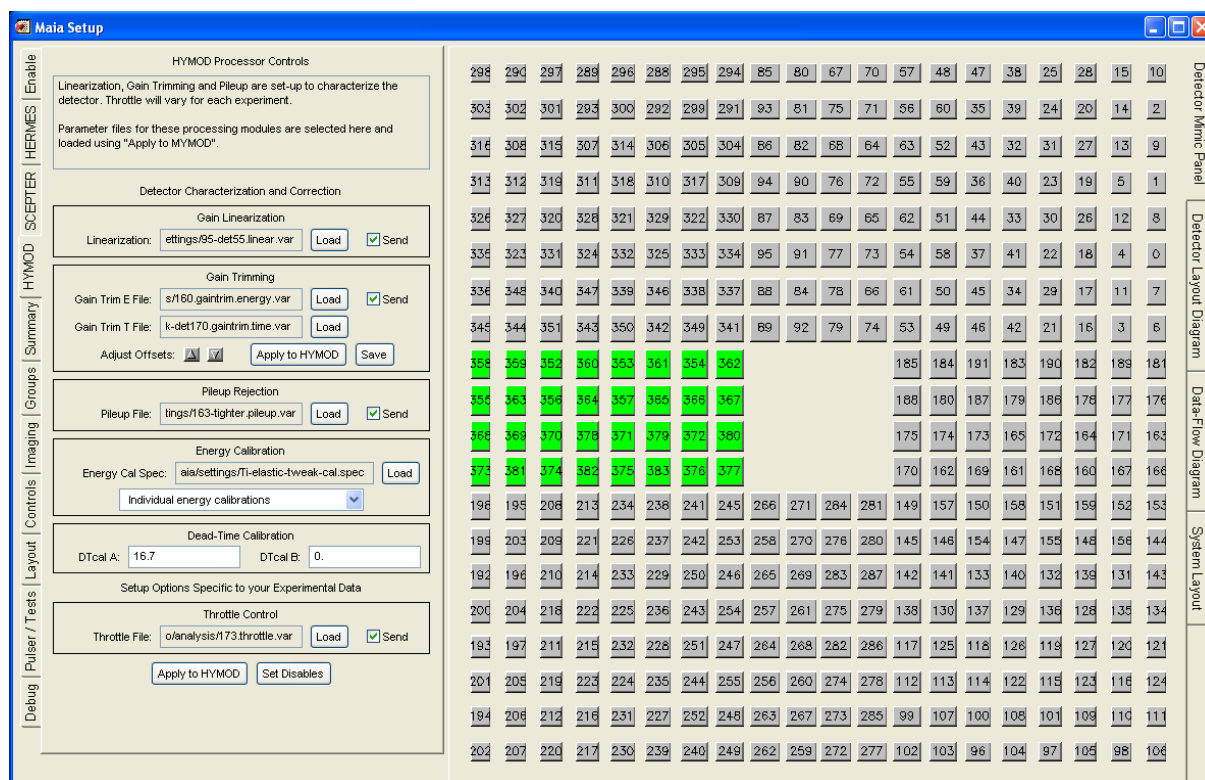 Maia Setup
Enable
HERMES
SCEPTER
HYMOD
Summary
Groups
Imaging
Controls
Layout
Pulser / Tests
Debug
HYMOD Processor Controls
Linearization, Gain Trimming and Pileup are set-up to characterize the
detector. Throttle will vary for each experiment.
Parameter files for these processing modules are selected here and
loaded using "Apply to MYMOD".
Detector Characterization and Correction
Gain Linearization
Linearization: ettings/95-det55.linear.var Load Send
Gain Trimming
Gain Trim E File: s/160.gaintrim.energy.var Load Send
Gain Trim T File: k-det170.gaintrim.time.var Load
Adjust Offsets: Apply to HYMOD Save
Pileup Rejection
Pileup File: tings/163-tighter.pileup.var Load Send
Energy Calibration
Energy Cal Spec: aia/settings/Ti-elastic-tweak-cal.spec Load
Individual energy calibrations
Dead-Time Calibration
DTcal A: 16.7 DTcal B: 0.
Setup Options Specific to your Experimental Data
Throttle Control
Throttle File: o/analysis/173.throttle.var Load Send
Apply to HYMOD Set Disables
298 290 297 289 296 288 295 294 85 80 67 70 57 48 47 38 25 28 15 10
303 302 301 293 300 292 299 291 93 81 75 71 56 60 35 39 24 20 14 2
316 308 315 307 314 306 305 304 86 82 68 64 63 52 43 32 31 27 13 9
313 312 319 311 318 310 317 309 94 90 76 72 55 59 36 40 23 19 5 1
326 327 320 328 321 329 322 330 87 83 69 65 62 51 44 33 30 26 12 8
335 323 331 324 332 325 333 334 95 91 77 73 54 58 37 41 22 18 4 0
336 348 340 347 339 346 338 337 88 84 78 66 61 50 45 34 29 17 11 7
345 344 351 343 350 342 349 341 89 92 79 74 53 49 46 42 21 16 3 6
358 359 352 360 353 361 354 362 185 184 191 183 190 182 189 181
355 363 356 364 357 365 366 367 188 180 187 179 186 178 177 176
368 369 370 378 371 379 372 380 175 174 173 165 172 164 171 163
373 381 374 382 375 383 376 377 170 162 169 161 168 160 167 166
198 195 208 213 234 238 241 245 266 271 284 281 149 157 150 158 151 159 152 153
199 203 209 221 226 237 242 253 258 270 276 280 145 146 154 147 155 148 156 144
192 196 210 214 233 229 250 246 265 269 283 287 142 141 133 140 132 139 131 143
200 204 218 222 225 236 243 254 257 261 275 279 138 130 137 129 136 128 135 134
193 197 211 215 232 228 251 247 264 268 282 286 117 125 118 126 119 127 120 121
201 205 219 223 224 235 244 255 256 260 274 278 112 113 114 122 115 123 116 124
194 206 212 216 231 227 252 248 263 267 273 285 99 107 100 108 101 109 110 111
202 207 220 217 230 239 240 249 262 259 272 277 102 103 96 104 97 105 98 106
Detector Mimic Panel
Detector Layout Diagram
Data-Flow Diagram
System Layout